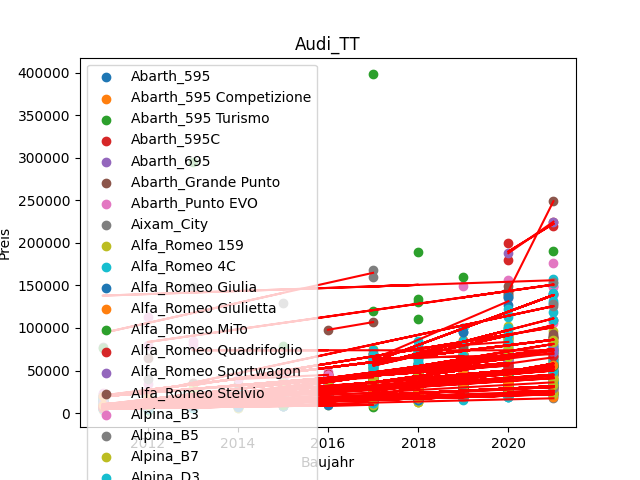 Audi_TT
400000
350000
300000
250000
200000
150000
100000
50000
0
Preis
Abarth_595
Abarth_595 Competizione
Abarth_595 Turismo
Abarth_595C
Abarth_695
Abarth_Grande Punto
Abarth_Punto EVO
Aixam_City
Alfa_Romeo 159
Alfa_Romeo 4C
Alfa_Romeo Giulia
Alfa_Romeo Giulietta
Alfa_Romeo MiTo
Alfa_Romeo Quadrifoglio
Alfa_Romeo Sportwagon
Alfa_Romeo Stelvio
Alpina_B3
Alpina_B5
Alpina_B7
Alpina_D3
2012 2014 2016 2018 2020
Baujahr